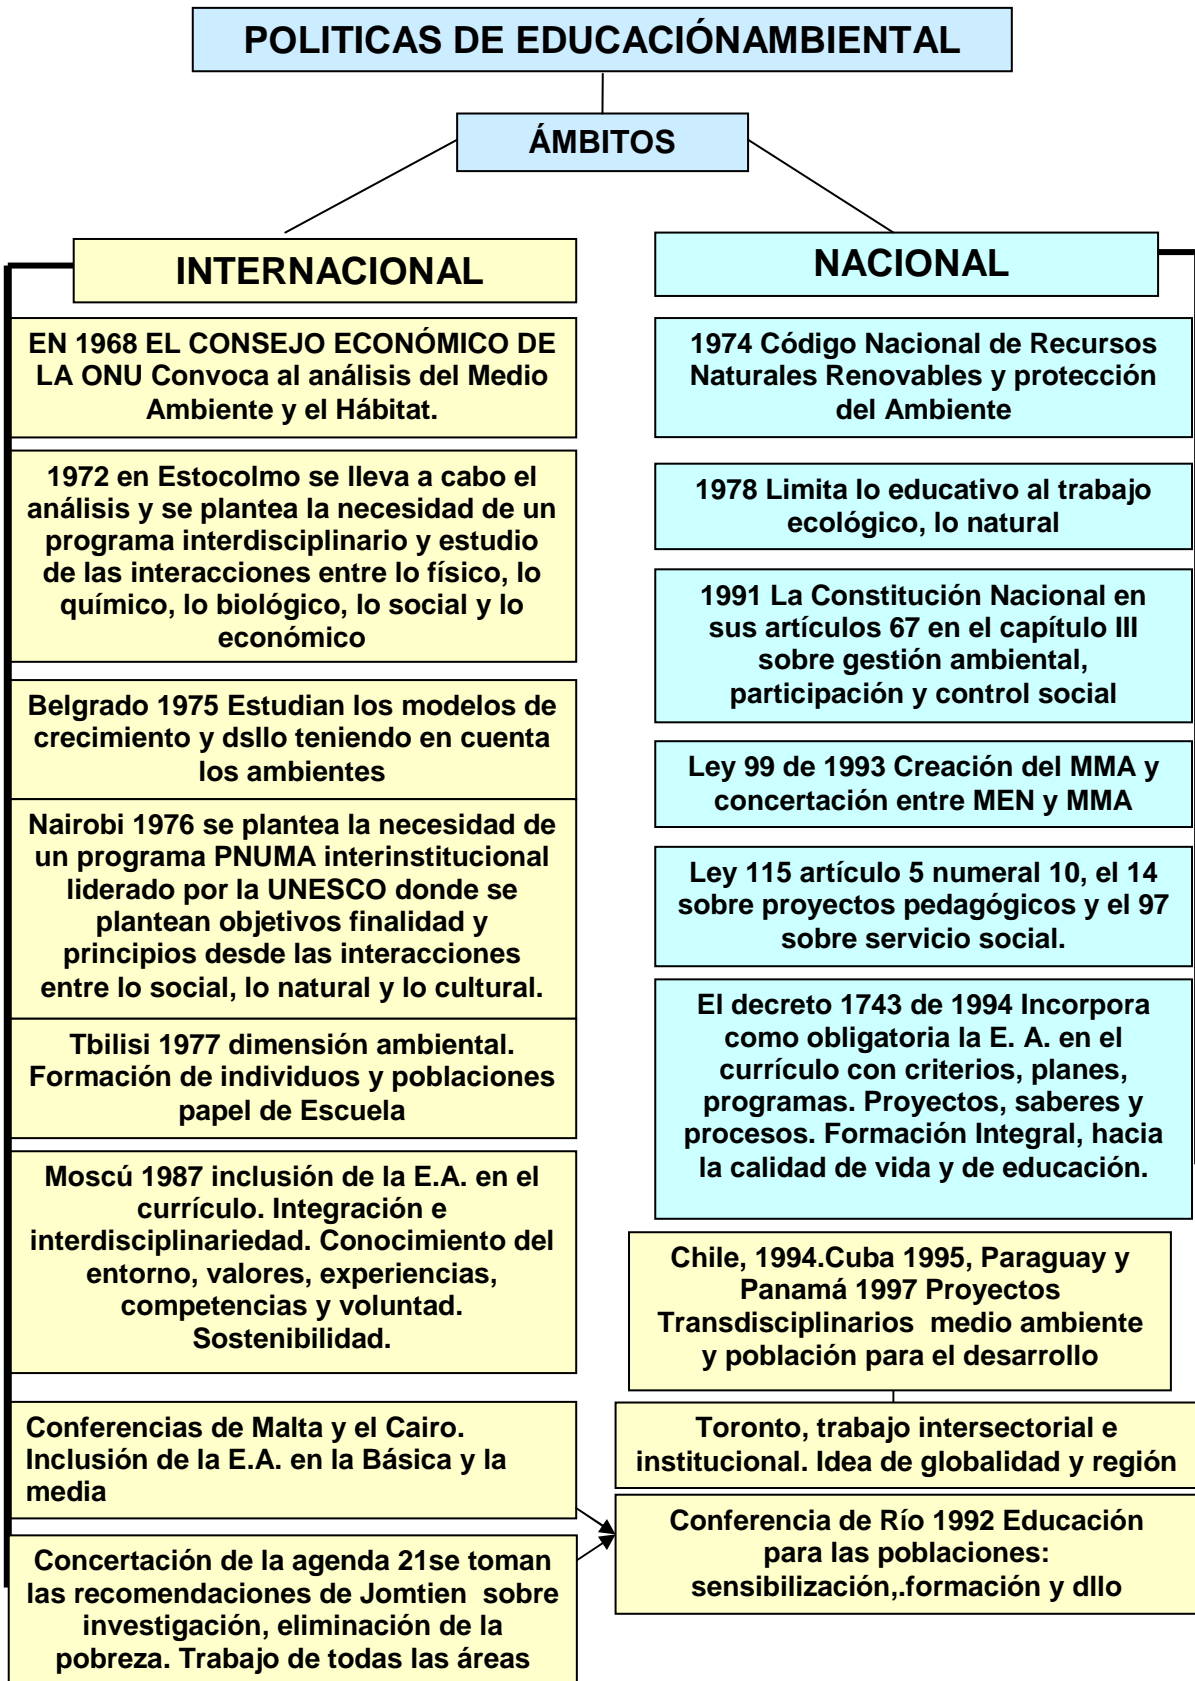 POLITICAS DE EDUCACIÓNAMBIENTAL
ÁMBITOS
INTERNACIONAL
EN 1968 EL CONSEJO ECONÓMICO DE
LA ONU Convoca al análisis del Medio
Ambiente y el Hábitat.
1972 en Estocolmo se lleva a cabo el
análisis y se plantea la necesidad de un
programa interdisciplinario y estudio
de las interacciones entre lo físico, lo
químico, lo biológico, lo social y lo
económico
Belgrado 1975 Estudian los modelos de
crecimiento y dsllo teniendo en cuenta
los ambientes
Nairobi 1976 se plantea la necesidad de
un programa PNUMA interinstitucional
liderado por la UNESCO donde se
plantean objetivos finalidad y
principios desde las interacciones
entre lo social, lo natural y lo cultural.
Tbilisi 1977 dimensión ambiental.
Formación de individuos y poblaciones
papel de Escuela
Moscú 1987 inclusión de la E.A. en el
currículo. Integración e
interdisciplinariedad. Conocimiento del
entorno, valores, experiencias,
competencias y voluntad.
Sostenibilidad.
Conferencias de Malta y el Cairo.
Inclusión de la E.A. en la Básica y la
media
Concertación de la agenda 21se toman
las recomendaciones de Jomtien  sobre
investigación, eliminación de la
pobreza. Trabajo de todas las áreas
NACIONAL
1974 Código Nacional de Recursos
Naturales Renovables y protección
del Ambiente
1978 Limita lo educativo al trabajo
ecológico, lo natural
1991 La Constitución Nacional en
sus artículos 67 en el capítulo III
sobre gestión ambiental,
participación y control social
Ley 99 de 1993 Creación del MMA y
concertación entre MEN y MMA
Ley 115 artículo 5 numeral 10, el 14
sobre proyectos pedagógicos y el 97
sobre servicio social.
El decreto 1743 de 1994 Incorpora
como obligatoria la E. A. en el
currículo con criterios, planes,
programas. Proyectos, saberes y
procesos. Formación Integral, hacia
la calidad de vida y de educación.
Chile, 1994.Cuba 1995, Paraguay y
Panamá 1997 Proyectos
Transdisciplinarios  medio ambiente
y población para el desarrollo
Toronto, trabajo intersectorial e
institucional. Idea de globalidad y región
Conferencia de Río 1992 Educación
para las poblaciones:
sensibilización,.formación y dllo